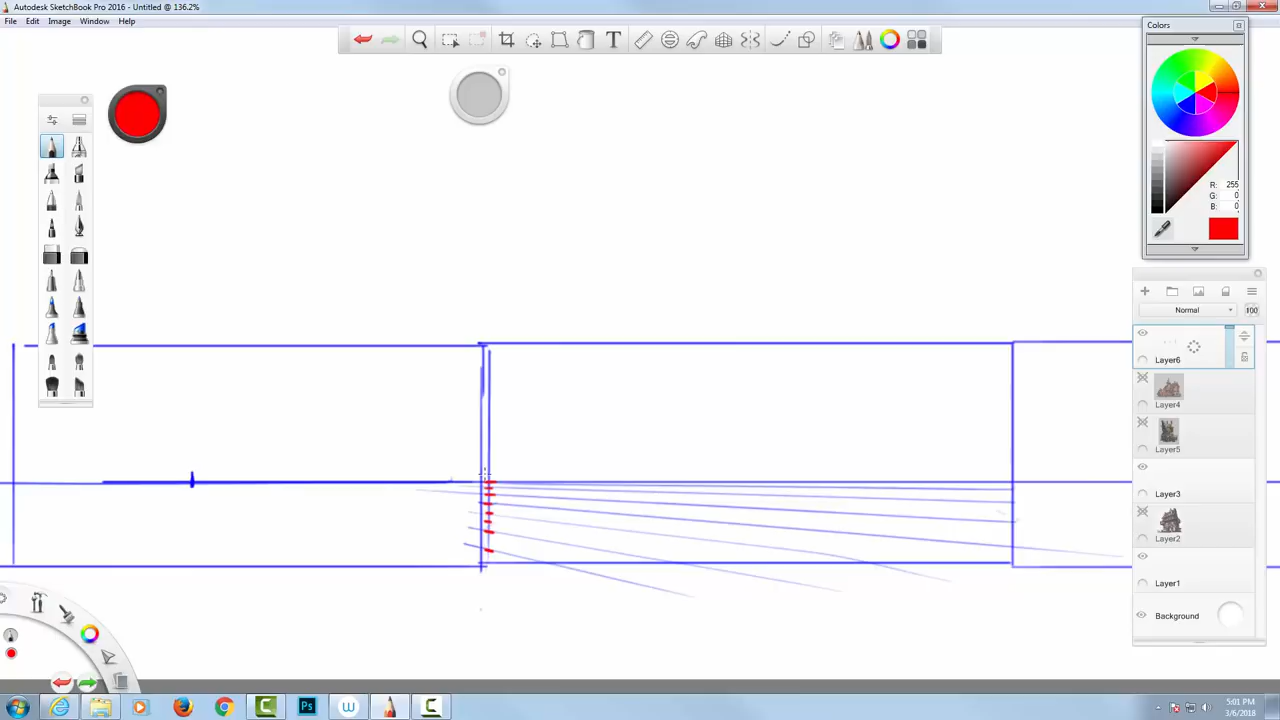 Autodesk SketchBook Pro 2016 - Untitled @ 136.2%
File Edit Image Window Help
Colors
R: 255
G: 0
B: 0
Normal 100
Layer6
Layer4
Layer5
Layer3
Layer2
Layer1
Background
5:01 PM
3/6/2018